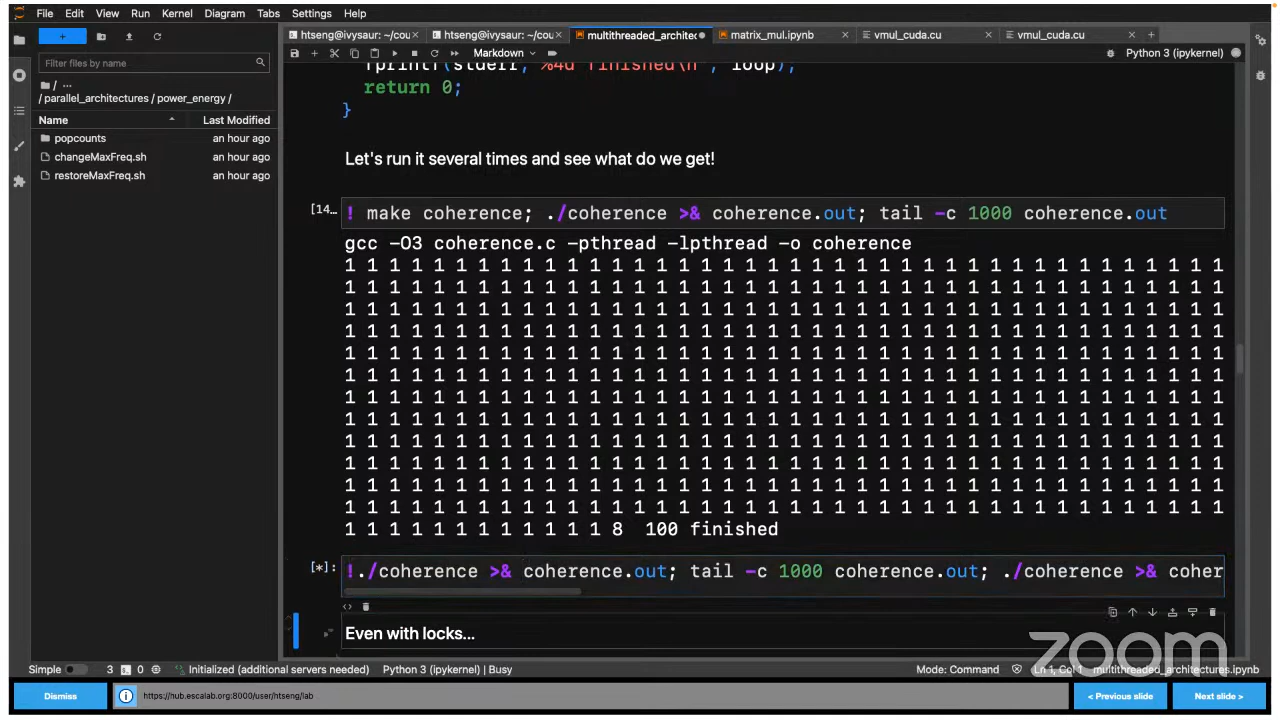 File Edit View Run Kernel Diagram Tabs Settings Help
htseng@ivysaur: ~/cou × htseng@ivysaur: ~/cou × multithreaded_architec matrix_mul.ipynb × vmul_cuda.cu × vmul_cuda.cu × +
Markdown Python 3 (ipykernel)
Filter files by name
/ ···
/ parallel_architectures / power_energy /
Name Last Modified
popcounts an hour ago
changeMaxFreq.sh an hour ago
restoreMaxFreq.sh an hour ago
fprintf(stderr, "%4d finished\n", loop);
return 0;
}
Let's run it several times and see what do we get!
[14… ! make coherence; ./coherence >& coherence.out; tail -c 1000 coherence.out
gcc -O3 coherence.c -pthread -lpthread -o coherence
1 1 1 1 1 1 1 1 1 1 1 1 1 1 1 1 1 1 1 1 1 1 1 1 1 1 1 1 1 1 1 1 1 1 1 1 1 1 1 1
1 1 1 1 1 1 1 1 1 1 1 1 1 1 1 1 1 1 1 1 1 1 1 1 1 1 1 1 1 1 1 1 1 1 1 1 1 1 1 1
1 1 1 1 1 1 1 1 1 1 1 1 1 1 1 1 1 1 1 1 1 1 1 1 1 1 1 1 1 1 1 1 1 1 1 1 1 1 1 1
1 1 1 1 1 1 1 1 1 1 1 1 1 1 1 1 1 1 1 1 1 1 1 1 1 1 1 1 1 1 1 1 1 1 1 1 1 1 1 1
1 1 1 1 1 1 1 1 1 1 1 1 1 1 1 1 1 1 1 1 1 1 1 1 1 1 1 1 1 1 1 1 1 1 1 1 1 1 1 1
1 1 1 1 1 1 1 1 1 1 1 1 1 1 1 1 1 1 1 1 1 1 1 1 1 1 1 1 1 1 1 1 1 1 1 1 1 1 1 1
1 1 1 1 1 1 1 1 1 1 1 1 1 1 1 1 1 1 1 1 1 1 1 1 1 1 1 1 1 1 1 1 1 1 1 1 1 1 1 1
1 1 1 1 1 1 1 1 1 1 1 1 1 1 1 1 1 1 1 1 1 1 1 1 1 1 1 1 1 1 1 1 1 1 1 1 1 1 1 1
1 1 1 1 1 1 1 1 1 1 1 1 1 1 1 1 1 1 1 1 1 1 1 1 1 1 1 1 1 1 1 1 1 1 1 1 1 1 1 1
1 1 1 1 1 1 1 1 1 1 1 1 1 1 1 1 1 1 1 1 1 1 1 1 1 1 1 1 1 1 1 1 1 1 1 1 1 1 1 1
1 1 1 1 1 1 1 1 1 1 1 1 1 1 1 1 1 1 1 1 1 1 1 1 1 1 1 1 1 1 1 1 1 1 1 1 1 1 1 1
1 1 1 1 1 1 1 1 1 1 1 1 1 1 1 1 1 1 1 1 1 1 1 1 1 1 1 1 1 1 1 1 1 1 1 1 1 1 1 1
1 1 1 1 1 1 1 1 1 1 1 1 8 100 finished
[*]: !./coherence >& coherence.out; tail -c 1000 coherence.out; ./coherence >& coher
Even with locks...
zoom
Simple 3 0 Initialized (additional servers needed) Python 3 (ipykernel) | Busy Mode: Command Ln 1, Col 1 multithreaded_architectures.ipynb
Dismiss https://hub.escalab.org:8000/user/htseng/lab < Previous slide Next slide >